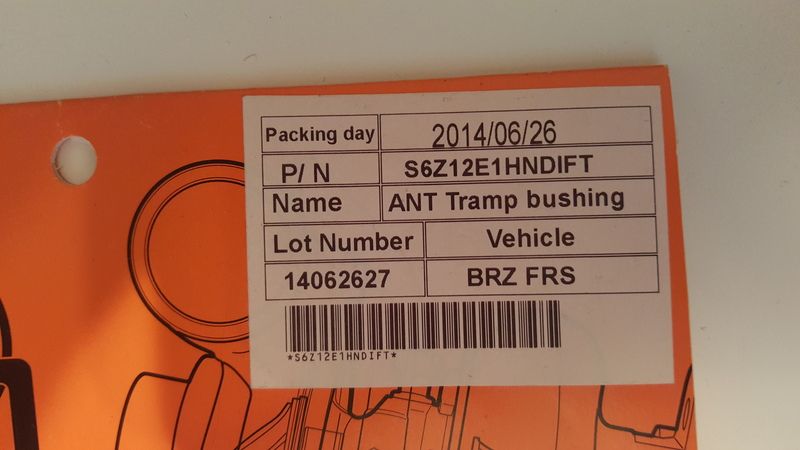 Packing day 2014/06/26
P/ N S6Z12E1HNDIFT
Name ANT Tramp bushing
Lot Number Vehicle
14062627 BRZ FRS
*S6Z12E1HNDIFT*